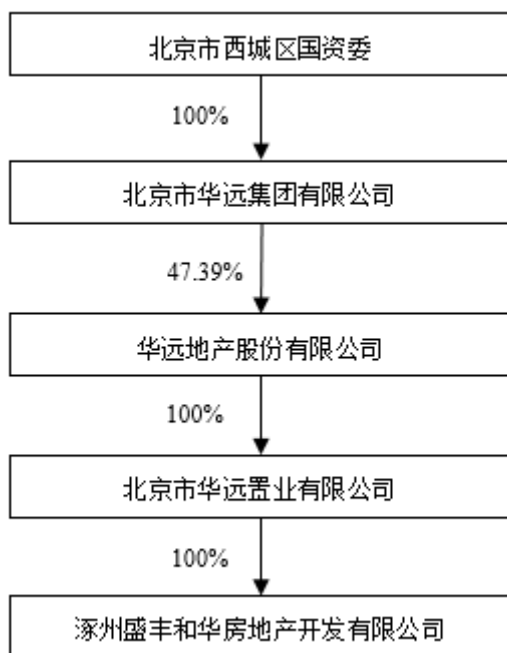 北京市西城区国资委
100%
北京市华远集团有限公司
47.39%
华远地产股份有限公司
100%
北京市华远置业有限公司
100%
涿州盛丰和华房地产开发有限公司